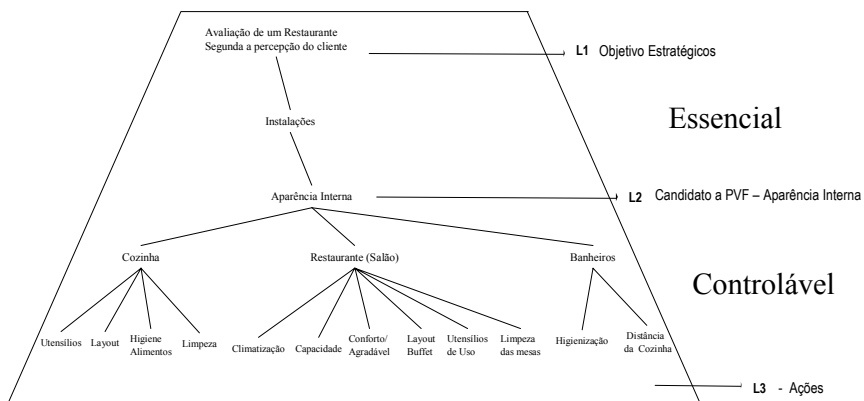 Avaliação de um Restaurante
Segunda a percepção do cliente
L1 Objetivo Estratégicos
Essencial
Instalações
Aparência Interna
L2 Candidato a PVF – Aparência Interna
Cozinha
Restaurante (Salão)
Banheiros
Controlável
Utensílios
Layout
Higiene
Alimentos
Limpeza
Climatização
Capacidade
Conforto/
Agradável
Layout
Buffet
Utensílios
de Uso
Limpeza
das mesas
Higienização
Distância
da Cozinha
L3 - Ações